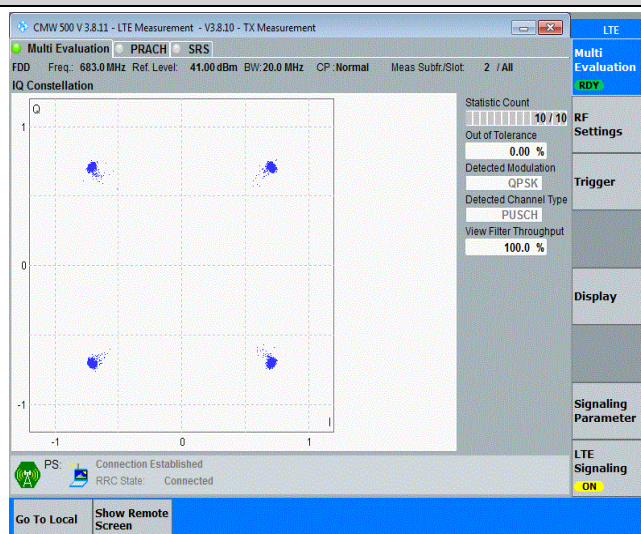 CMW 500 V 3.8.11 - LTE Measurement - V3.8.10 - TX Measurement
LTE
Multi Evaluation PRACH SRS
Multi
Evaluation
RDY
FDD Freq.: 683.0 MHz Ref. Level: 41.00 dBm BW: 20.0 MHz CP : Normal Meas Subfr./Slot: 2 / All
IQ Constellation
Q
1
0
-1
-1 0 1
I
Statistic Count
10 / 10
Out of Tolerance
0.00 %
Detected Modulation
QPSK
Detected Channel Type
PUSCH
View Filter Throughput
100.0 %
RF
Settings
Trigger
Display
Signaling
Parameter
LTE
Signaling
ON
PS: Connection Established
RRC State: Connected
Go To Local
Show Remote
Screen